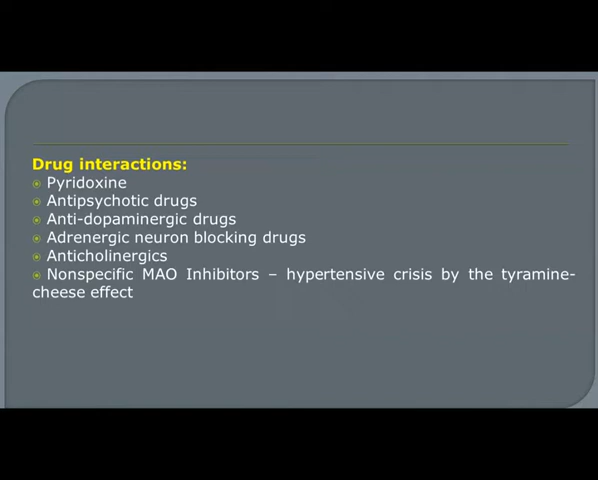 Drug interactions:
Pyridoxine
Antipsychotic drugs
Anti-dopaminergic drugs
Adrenergic neuron blocking drugs
Anticholinergics
Nonspecific MAO Inhibitors – hypertensive crisis by the tyramine-
cheese effect